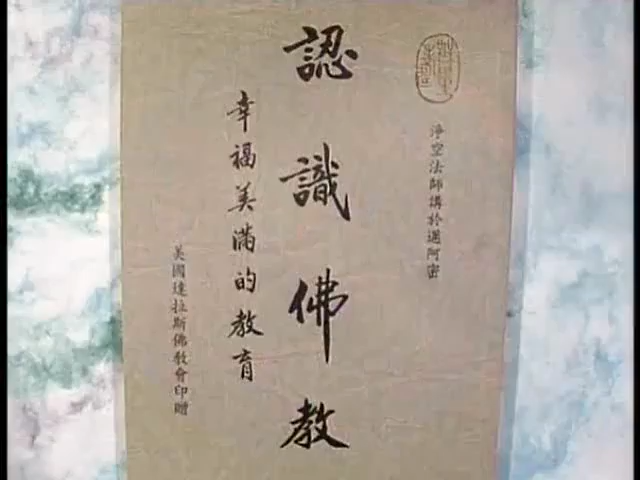 淨空法師講於邁阿密
認識佛教
幸福美滿的教育
美國達拉斯佛教會印贈